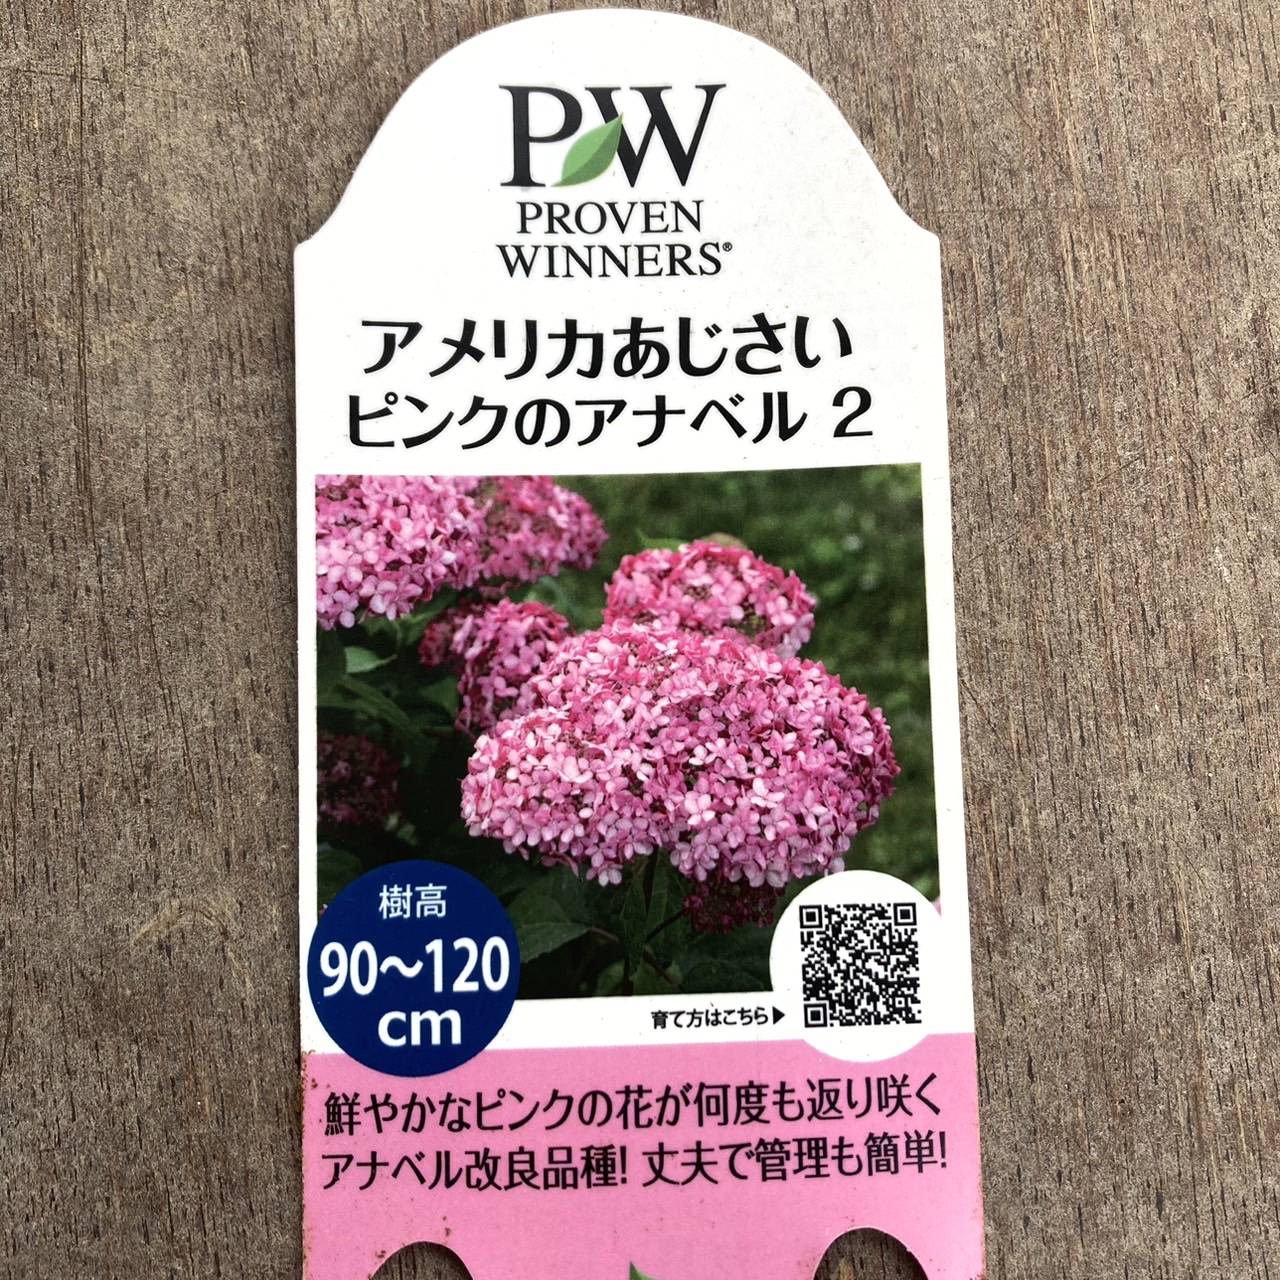 PW
PROVEN
WINNERS®
アメリカあじさい
ピンクのアナベル 2
樹高
90〜120
cm
育て方はこちら▶
鮮やかなピンクの花が何度も返り咲く
アナベル改良品種! 丈夫で管理も簡単!